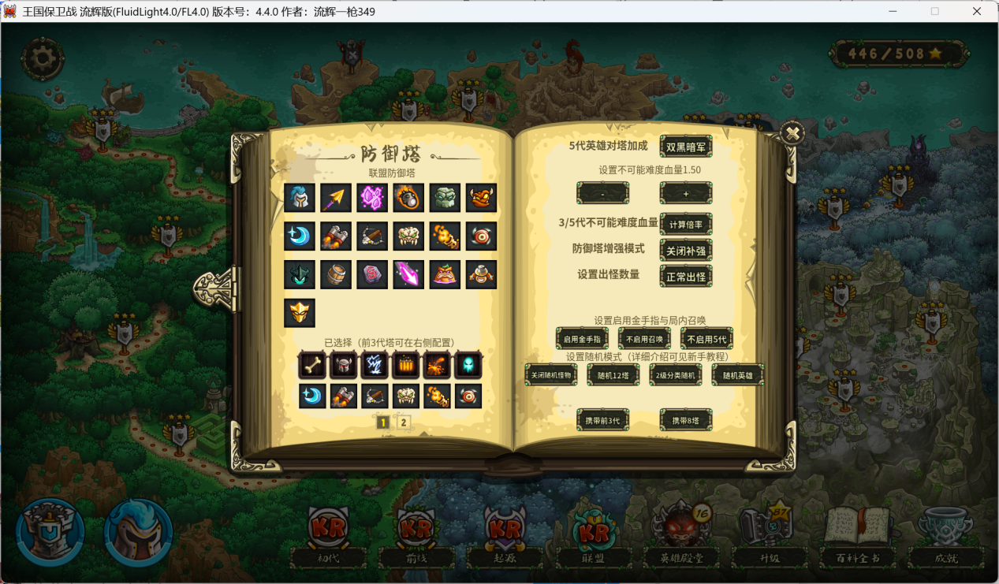 王国保卫战 流辉版(FluidLight4.0/FL4.0) 版本号：4.4.0 作者：流辉一枪349
446/508
防御塔
联盟防御塔
已选择（前3代塔可在右侧配置）
1 2
5代英雄对塔加成 双黑暗军
设置不可能难度血量1.50
- +
3/5代不可能难度血量 计算倍率
防御塔增强模式 关闭补强
设置出怪数量 正常出怪
设置启用金手指与局内召唤
启用金手指 不启用召唤 不启用5代
设置随机模式（详细介绍可见新手教程）
关闭随机怪物 随机12塔 2级分类随机 随机英雄
携带前3代 携带8塔
KR KR KR KR 16 87
初代 前线 起源 联盟 英雄殿堂 升级 百科全书 成就